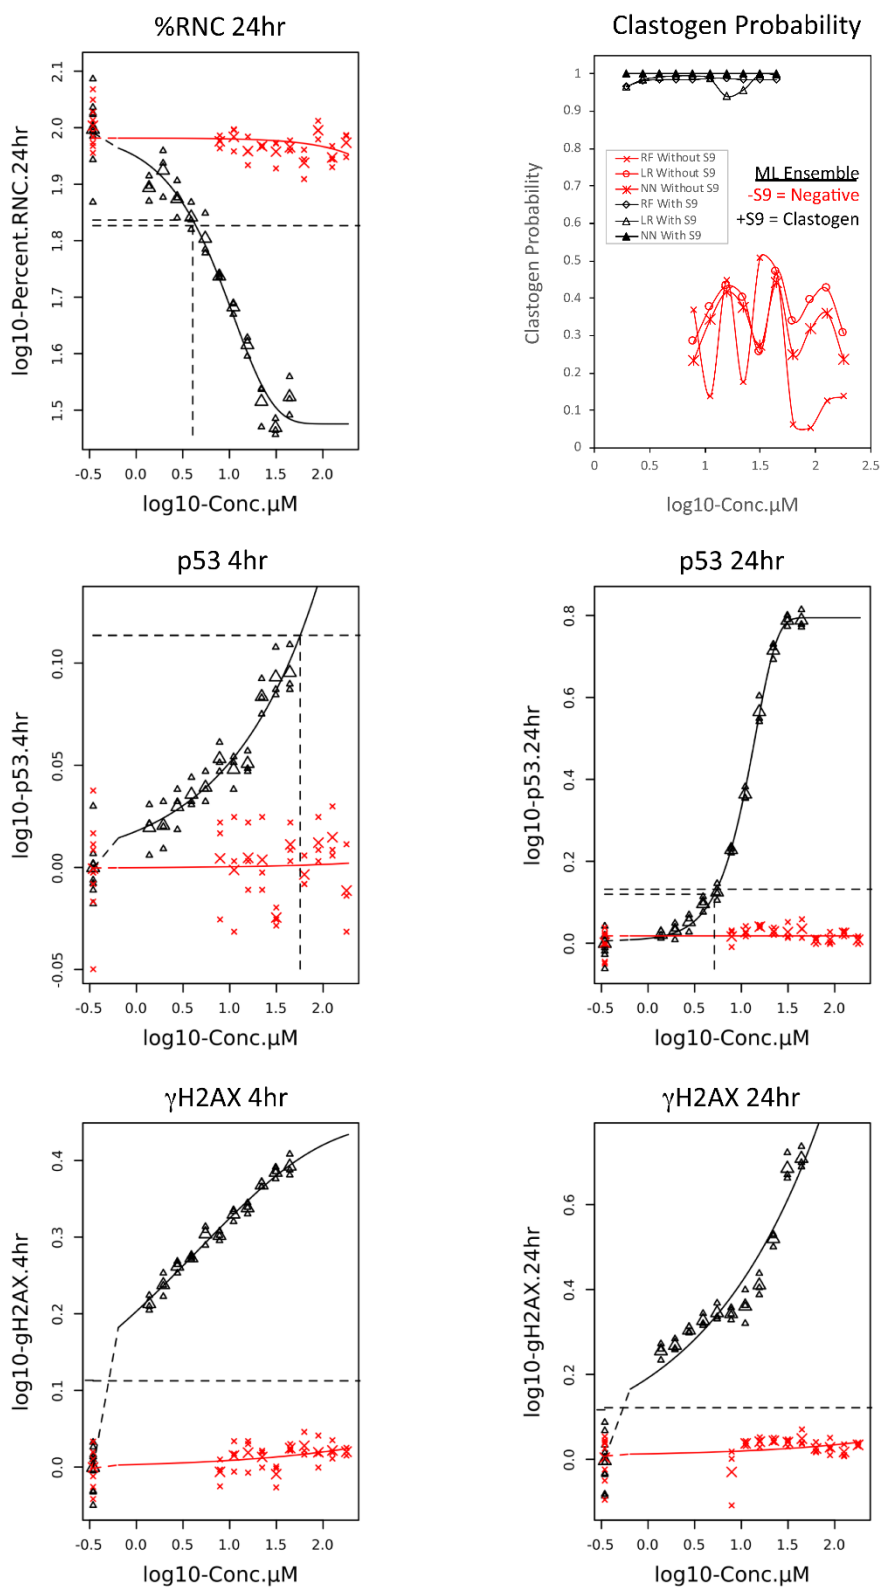 %RNC 24hr
log10-Percent.RNC.24hr
2.1
2.0
1.9
1.8
1.7
1.6
1.5
-0.5 0.0 0.5 1.0 1.5 2.0
log10-Conc.µM
Clastogen Probability
Clastogen Probability
1
0.9
0.8
0.7
0.6
0.5
0.4
0.3
0.2
0.1
0
RF Without S9
LR Without S9
NN Without S9
RF With S9
LR With S9
NN With S9
ML Ensemble
-S9 = Negative
+S9 = Clastogen
0 0.5 1 1.5 2 2.5
log10-Conc.µM
p53 4hr
log10-p53.4hr
0.10
0.05
0.00
-0.05
-0.5 0.0 0.5 1.0 1.5 2.0
log10-Conc.µM
p53 24hr
log10-p53.24hr
0.8
0.6
0.4
0.2
0.0
-0.5 0.0 0.5 1.0 1.5 2.0
log10-Conc.µM
γH2AX 4hr
log10-gH2AX.4hr
0.4
0.3
0.2
0.1
0.0
-0.5 0.0 0.5 1.0 1.5 2.0
log10-Conc.µM
γH2AX 24hr
log10-gH2AX.24hr
0.6
0.4
0.2
0.0
-0.5 0.0 0.5 1.0 1.5 2.0
log10-Conc.µM